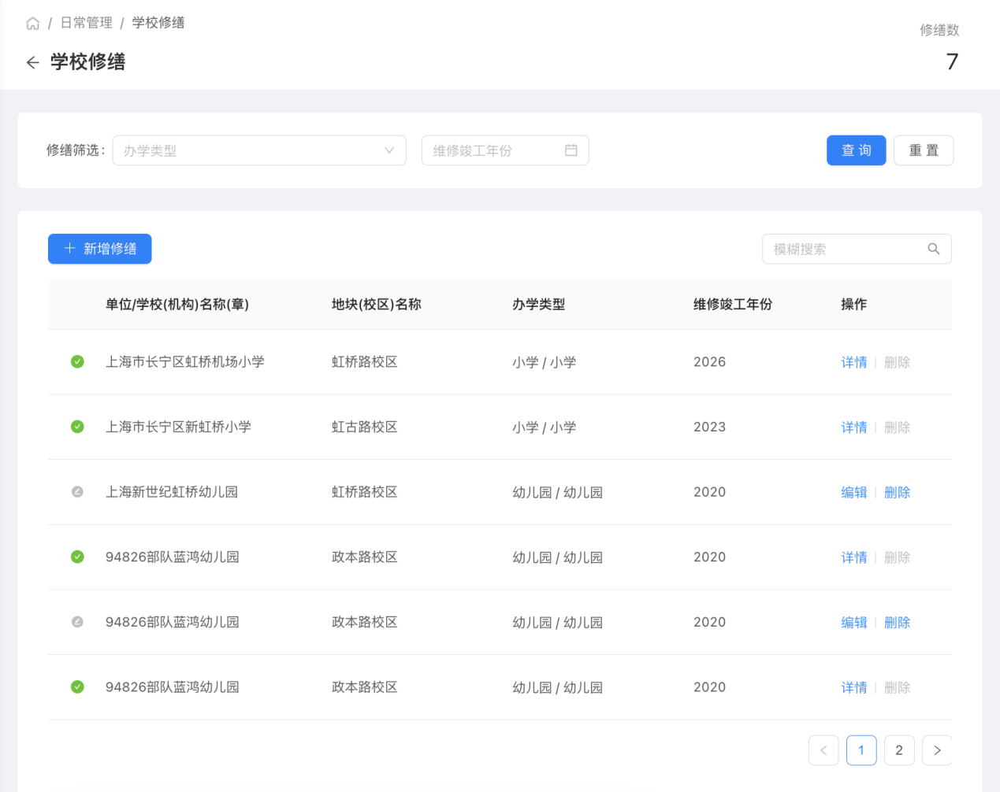 / 日常管理 / 学校修缮
修缮数
← 学校修缮
7
修缮筛选: 办学类型 维修竣工年份 查 询 重 置
+ 新增修缮 模糊搜索
单位/学校(机构)名称(章) 地块(校区)名称 办学类型 维修竣工年份 操作
上海市长宁区虹桥机场小学 虹桥路校区 小学 / 小学 2026 详情 | 删除
上海市长宁区新虹桥小学 虹古路校区 小学 / 小学 2023 详情 | 删除
上海新世纪虹桥幼儿园 虹桥路校区 幼儿园 / 幼儿园 2020 编辑 | 删除
94826部队蓝鸿幼儿园 政本路校区 幼儿园 / 幼儿园 2020 详情 | 删除
94826部队蓝鸿幼儿园 政本路校区 幼儿园 / 幼儿园 2020 编辑 | 删除
94826部队蓝鸿幼儿园 政本路校区 幼儿园 / 幼儿园 2020 详情 | 删除
< 1 2 >